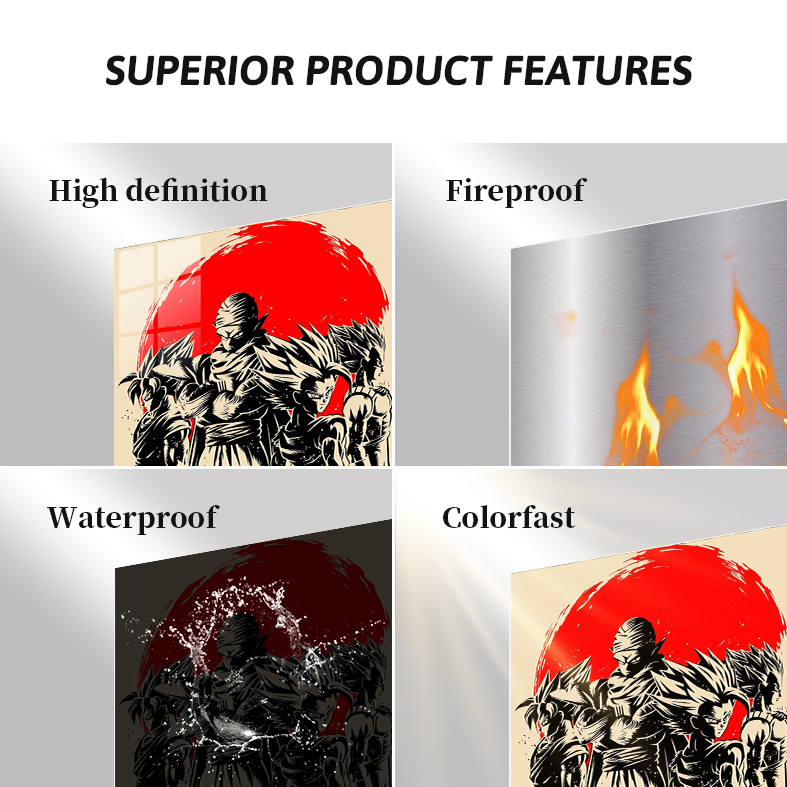 SUPERIOR PRODUCT FEATURES
High definition
Fireproof
Waterproof
Colorfast